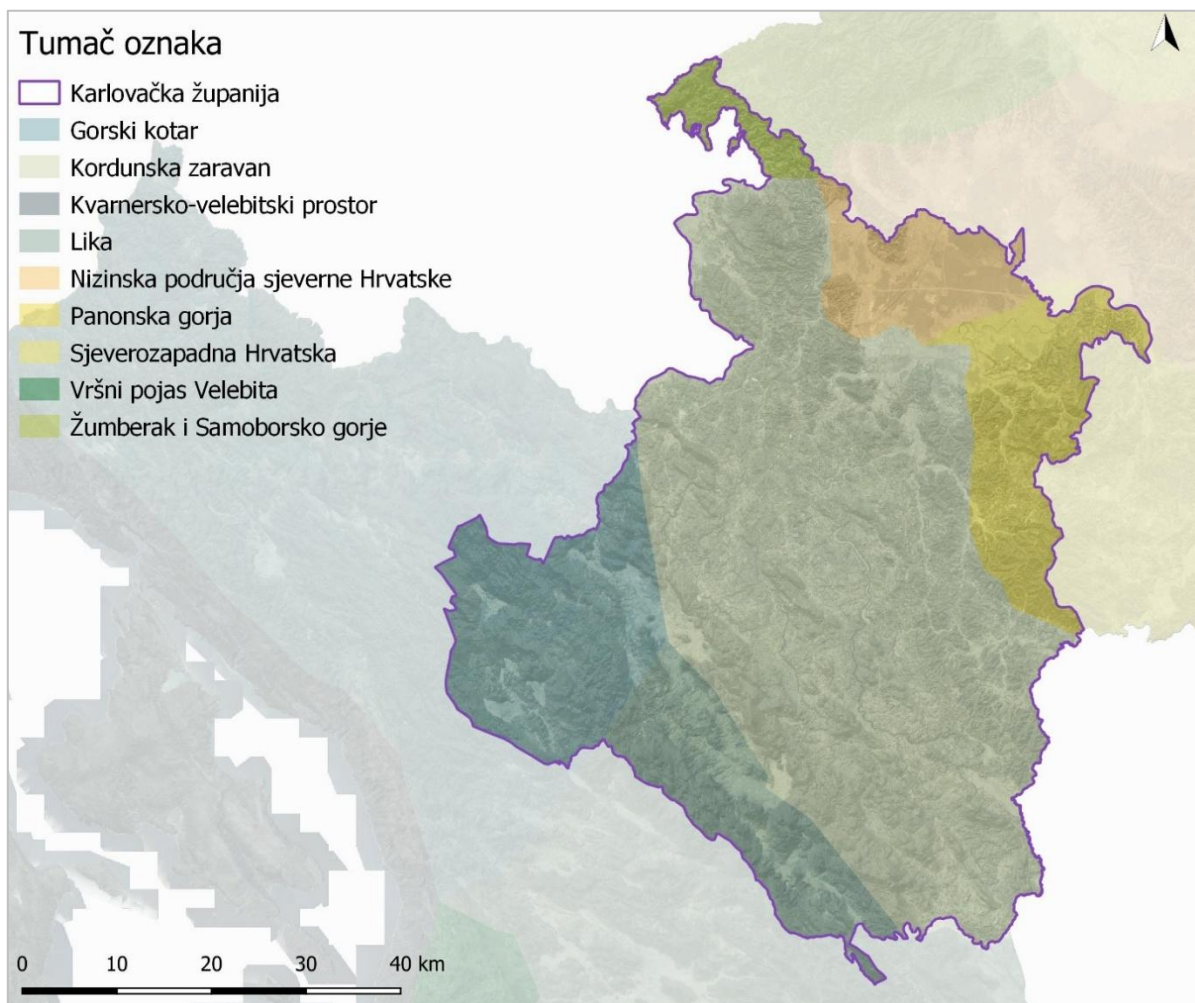 Tumač oznaka
Karlovačka županija
Gorski kotar
Kordunska zaravan
Kvarnersko-velebitski prostor
Lika
Nizinska područja sjeverne Hrvatske
Panonska gorja
Sjeverozapadna Hrvatska
Vršni pojas Velebita
Žumberak i Samoborsko gorje
0 10 20 30 40 km